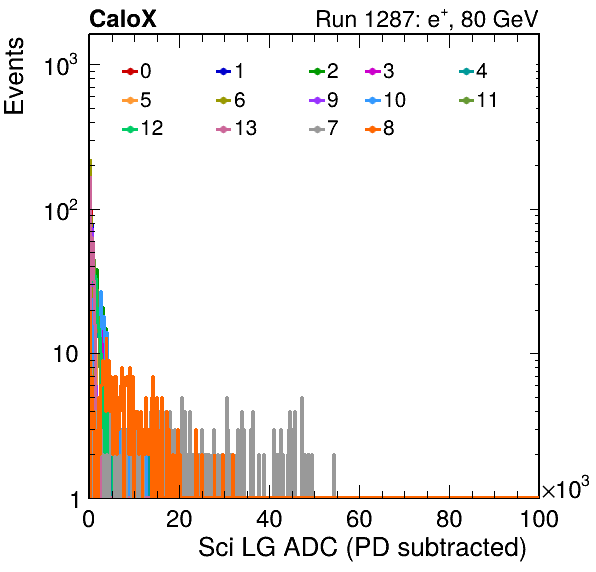 CaloX Run 1287: e⁺, 80 GeV
Events
10³
10²
10
1
0 1 2 3 4
5 6 9 10 11
12 13 7 8
0 20 40 60 80 100
×10³
Sci LG ADC (PD subtracted)